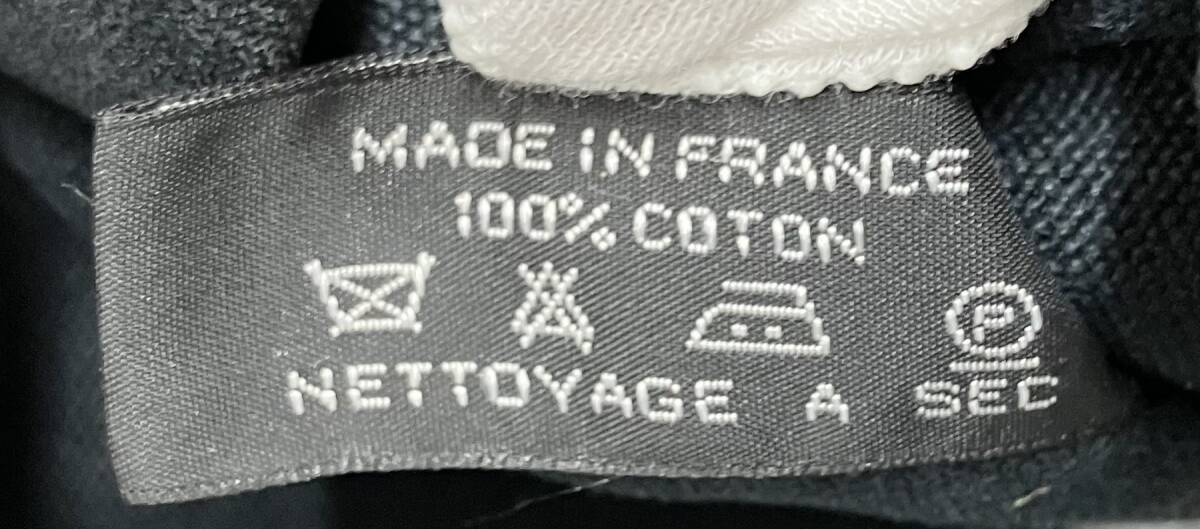 MADE IN FRANCE
100% COTON
P
NETTOYAGE A SEC